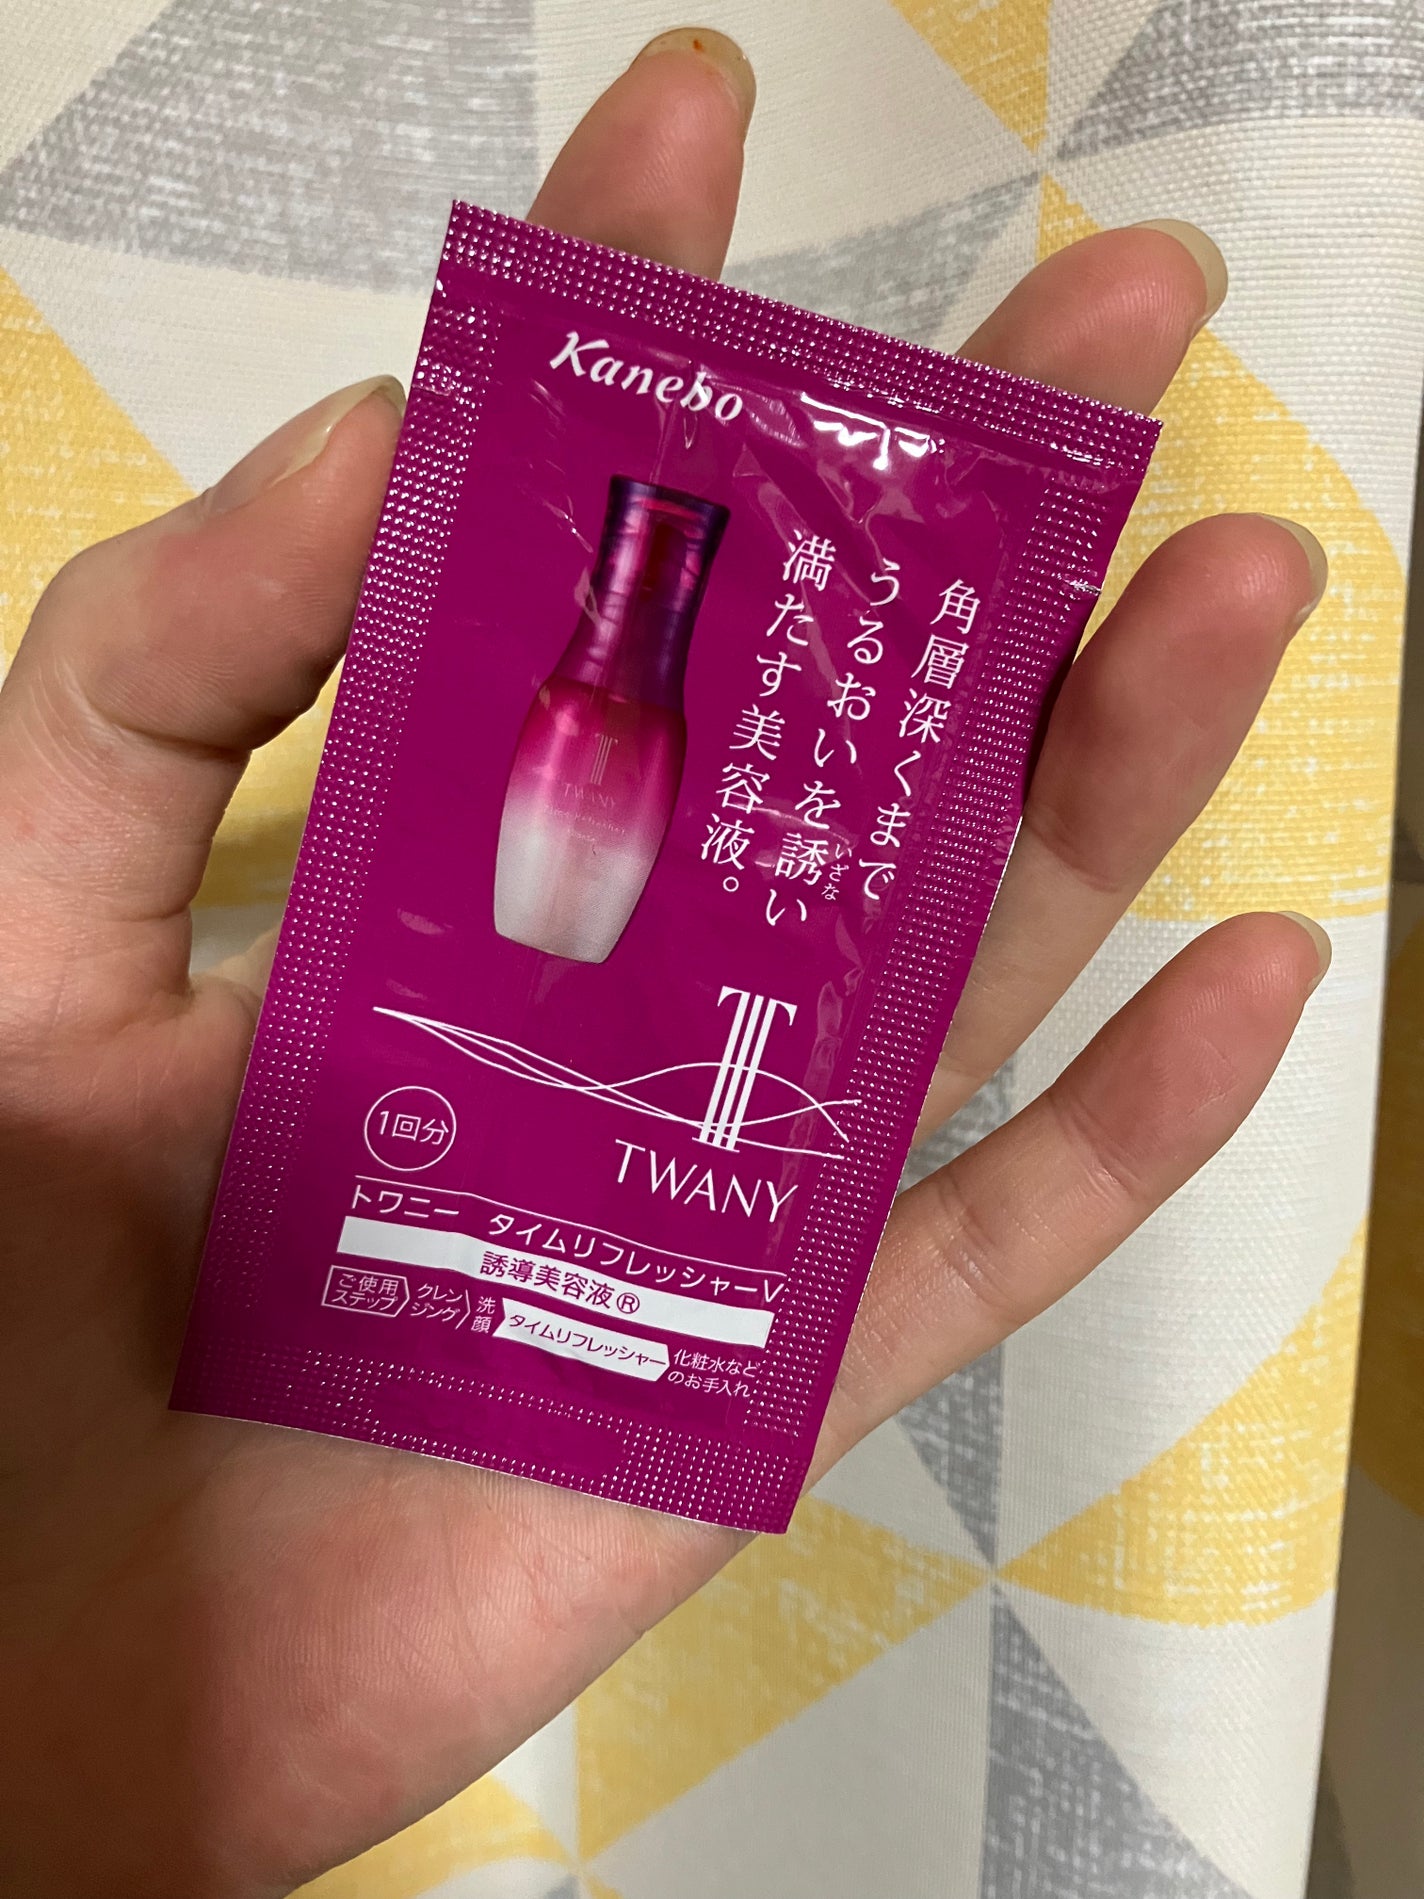 Kanebo
角層深くまで
うるおいを誘い
いざな
満たす美容液。
T
TWANY
TWANY
1回分
トワニー タイムリフレッシャーV
誘導美容液®
ご使用
ステップ
クレン
ジング
洗
顔
タイムリフレッシャー
化粧水など
のお手入れ